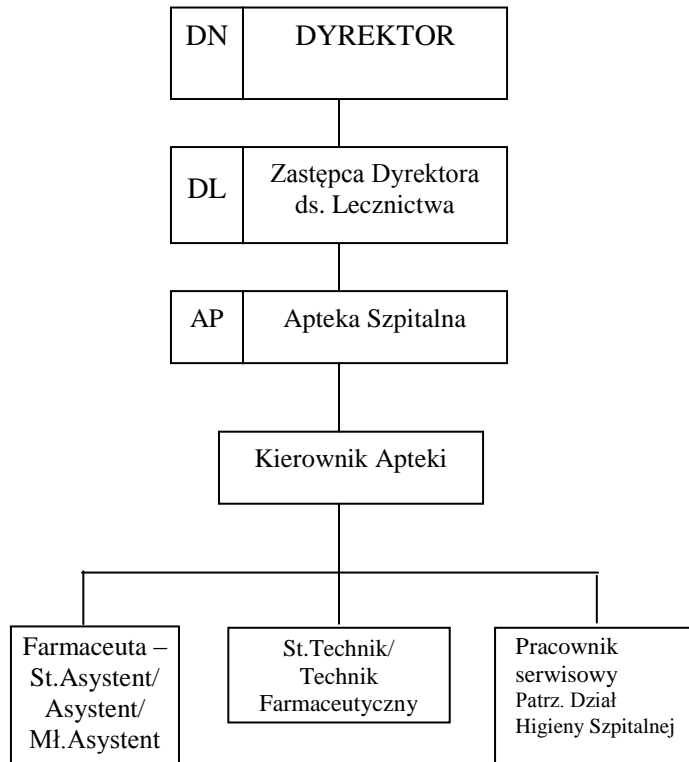 DN DYREKTOR
DL Zastępca Dyrektora
ds. Lecznictwa
AP Apteka Szpitalna
Kierownik Apteki
Farmaceuta –
St.Asystent/
Asystent/
Mł.Asystent
St.Technik/
Technik
Farmaceutyczny
Pracownik
serwisowy
Patrz. Dział
Higieny Szpitalnej